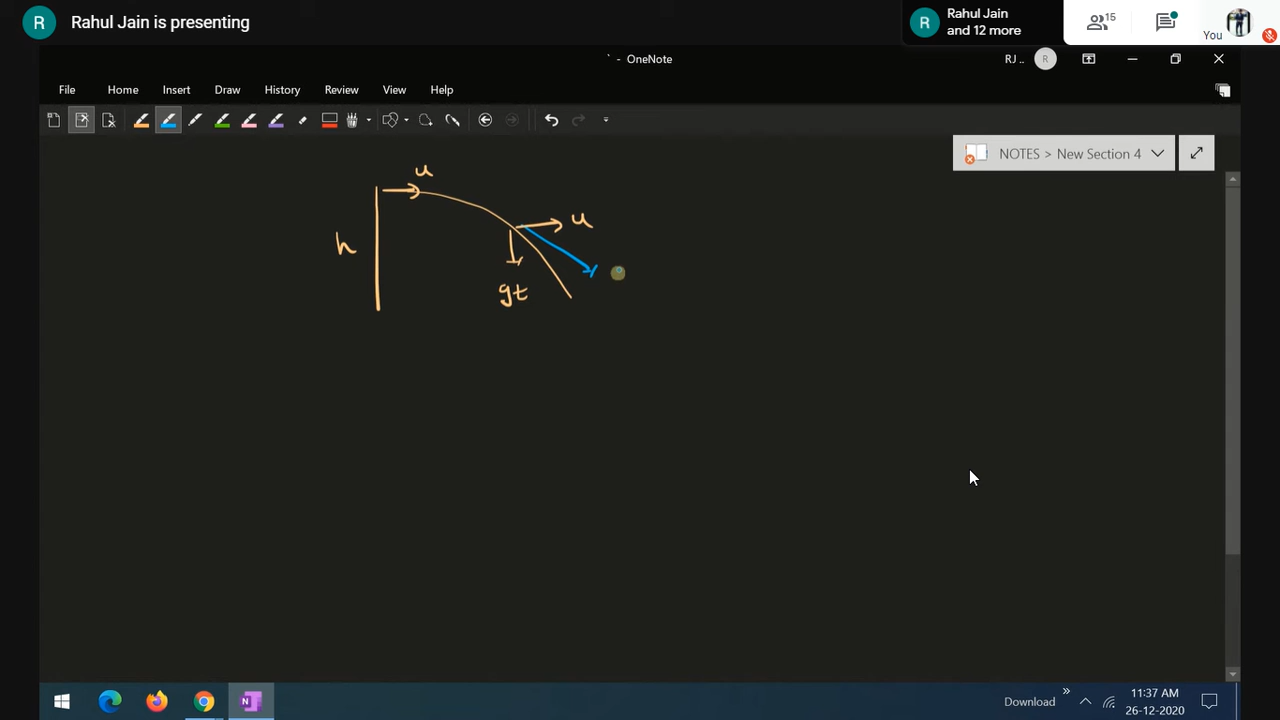 R Rahul Jain is presenting
R Rahul Jain and 12 more
15
You
` - OneNote
RJ .. R
File Home Insert Draw History Review View Help
NOTES > New Section 4
u
h
u
gt
Download »
11:37 AM
26-12-2020